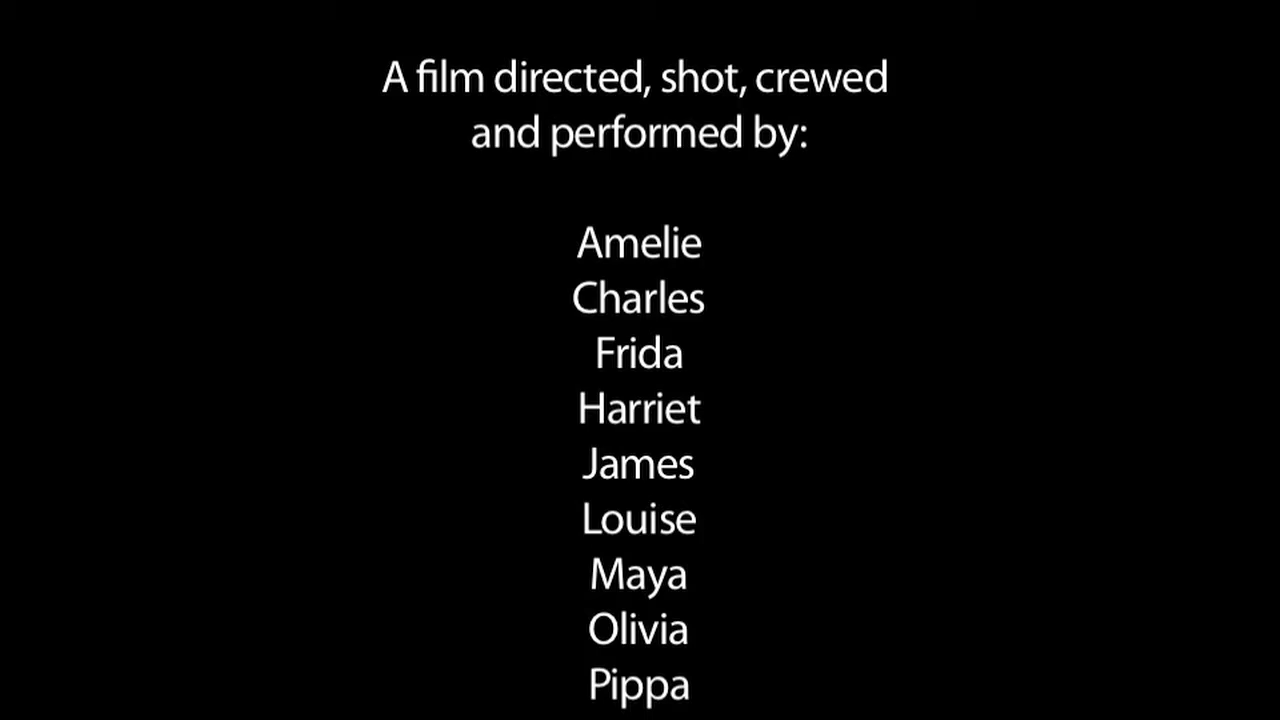 A film directed, shot, crewed
and performed by:
Amelie
Charles
Frida
Harriet
James
Louise
Maya
Olivia
Pippa